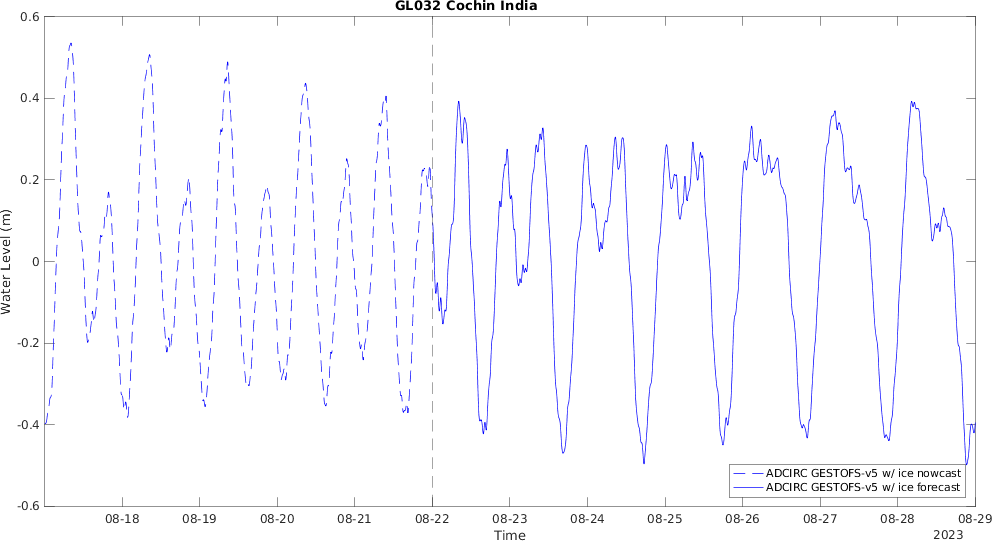 GL032 Cochin India
0.6
0.4
0.2
0
-0.2
-0.4
-0.6
Water Level (m)
ADCIRC GESTOFS-v5 w/ ice nowcast
ADCIRC GESTOFS-v5 w/ ice forecast
08-18 08-19 08-20 08-21 08-22 08-23 08-24 08-25 08-26 08-27 08-28 08-29
Time
2023